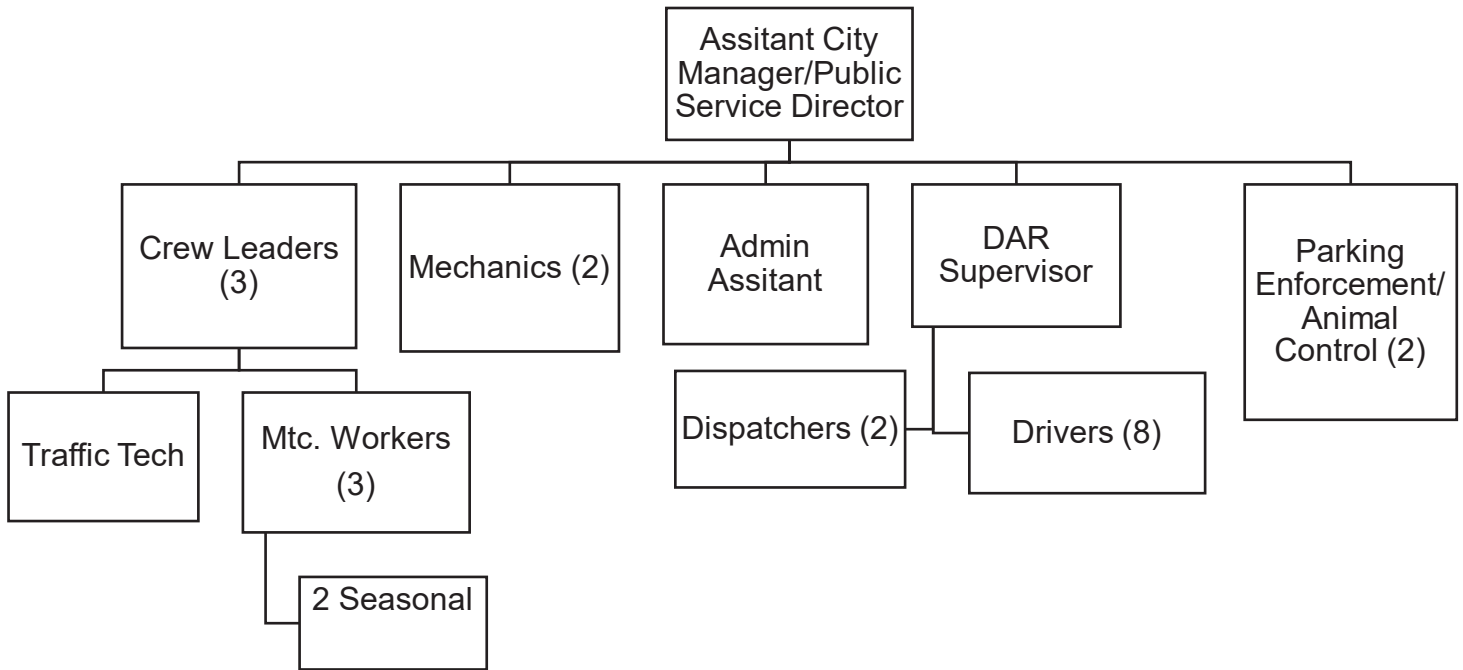 Assitant City
Manager/Public
Service Director
Crew Leaders
(3)
Mechanics (2)
Admin
Assitant
DAR
Supervisor
Parking
Enforcement/
Animal
Control (2)
Traffic Tech
Mtc. Workers
(3)
Dispatchers (2)
Drivers (8)
2 Seasonal